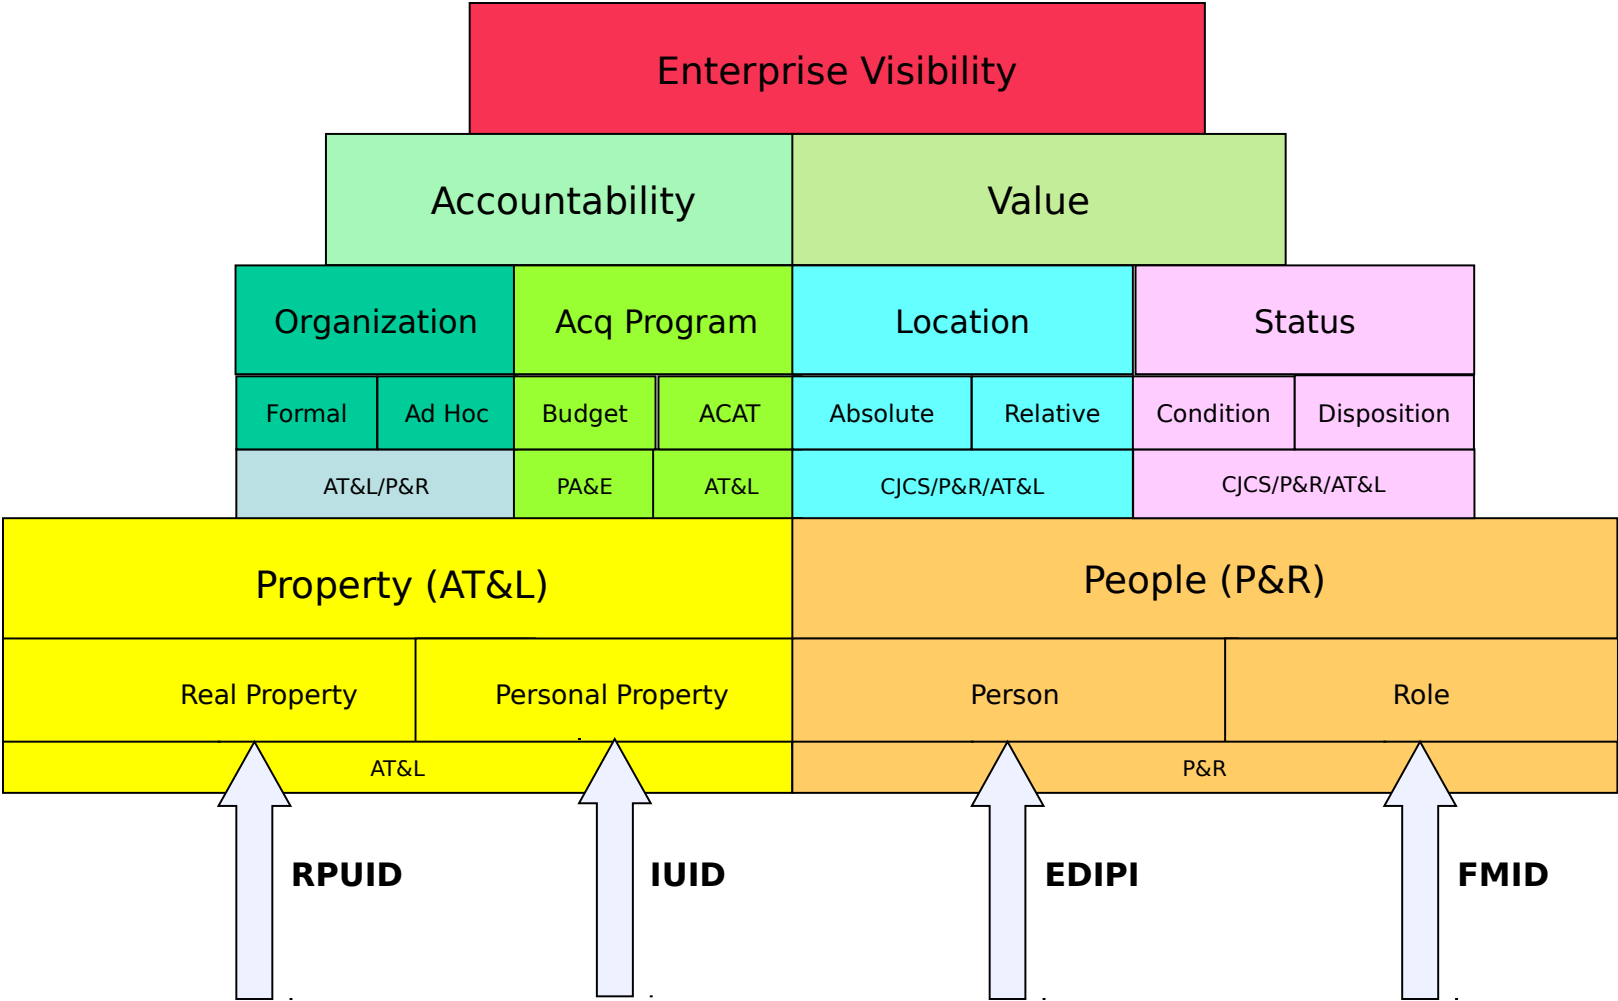 Enterprise Visibility
Accountability
Value
Organization
Acq Program
Location
Status
Formal
Ad Hoc
Budget
ACAT
Absolute
Relative
Condition
Disposition
AT&L/P&R
PA&E
AT&L
CJCS/P&R/AT&L
CJCS/P&R/AT&L
Property (AT&L)
People (P&R)
Real Property
Personal Property
Person
Role
AT&L
P&R
RPUID
IUID
EDIPI
FMID